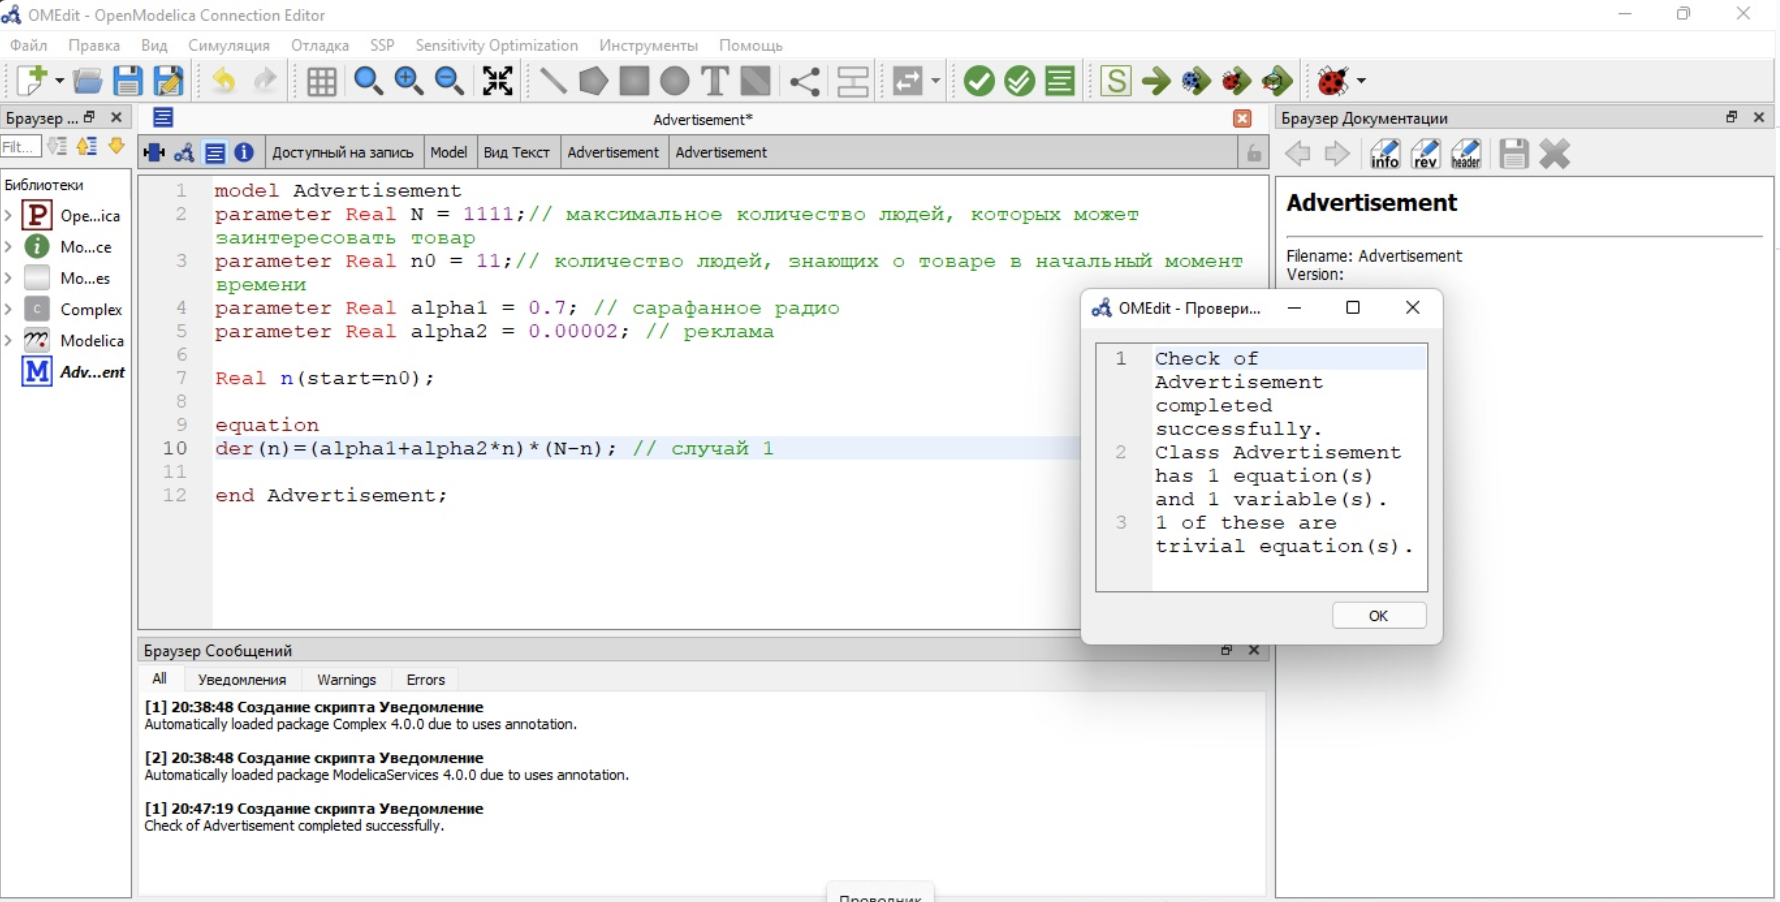 OMEdit - OpenModelica Connection Editor
Файл Правка Вид Симуляция Отладка SSP Sensitivity Optimization Инструменты Помощь
T S info rev header
Браузер ...
Advertisement*
Браузер Документации
Filt...
Доступный на запись Model Вид Текст Advertisement Advertisement
Библиотеки
P Ope...ica
i Mo...ce
Mo...es
C Complex
Modelica
M Adv...ent
1 model Advertisement
2 parameter Real N = 1111;// максимальное количество людей, которых может
заинтересовать товар
3 parameter Real n0 = 11;// количество людей, знающих о товаре в начальный момент
времени
4 parameter Real alpha1 = 0.7; // сарафанное радио
5 parameter Real alpha2 = 0.00002; // реклама
6
7 Real n(start=n0);
8
9 equation
10 der(n)=(alpha1+alpha2*n)*(N-n); // случай 1
11
12 end Advertisement;
Advertisement
Filename: Advertisement
Version:
OMEdit - Провери...
1 Check of
Advertisement
completed
successfully.
2 Class Advertisement
has 1 equation(s)
and 1 variable(s).
3 1 of these are
trivial equation(s).
OK
Браузер Сообщений
All Уведомления Warnings Errors
[1] 20:38:48 Создание скрипта Уведомление
Automatically loaded package Complex 4.0.0 due to uses annotation.
[2] 20:38:48 Создание скрипта Уведомление
Automatically loaded package ModelicaServices 4.0.0 due to uses annotation.
[1] 20:47:19 Создание скрипта Уведомление
Check of Advertisement completed successfully.
Проводник